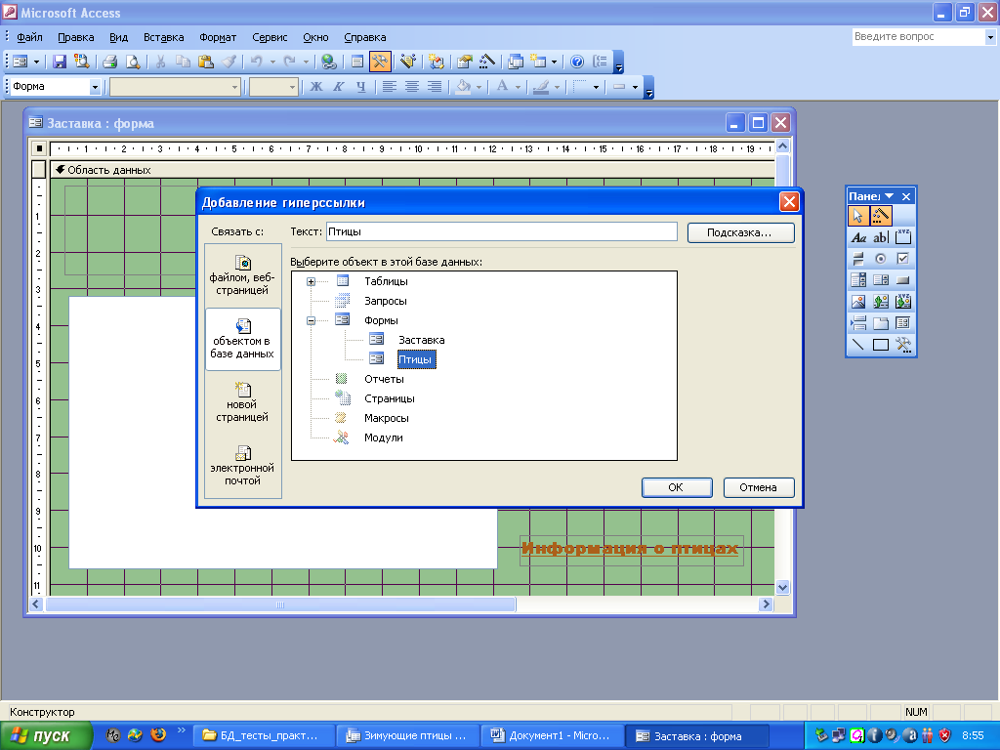 Microsoft Access
Файл Правка Вид Вставка Формат Сервис Окно Справка
Введите вопрос
Форма
Ж К Ч
Заставка : форма
1 2 3 4 5 6 7 8 9 10 11 12 13 14 15 16 17 18 19
Область данных
Добавление гиперссылки
Связать с:
Текст: Птицы
Подсказка...
Выберите объект в этой базе данных:
файлом, веб-
страницей
объектом в
базе данных
новой
страницей
электронной
почтой
Таблицы
Запросы
Формы
Заставка
Птицы
Отчеты
Страницы
Макросы
Модули
OK
Отмена
Панел
Aa ab
1
2
3
4
5
6
7
8
9
10
11
Информация о птицах
Конструктор
NUM
пуск
БД_тесты_практ...
Зимующие птицы ...
Документ1 - Micro...
Заставка : форма
8:55